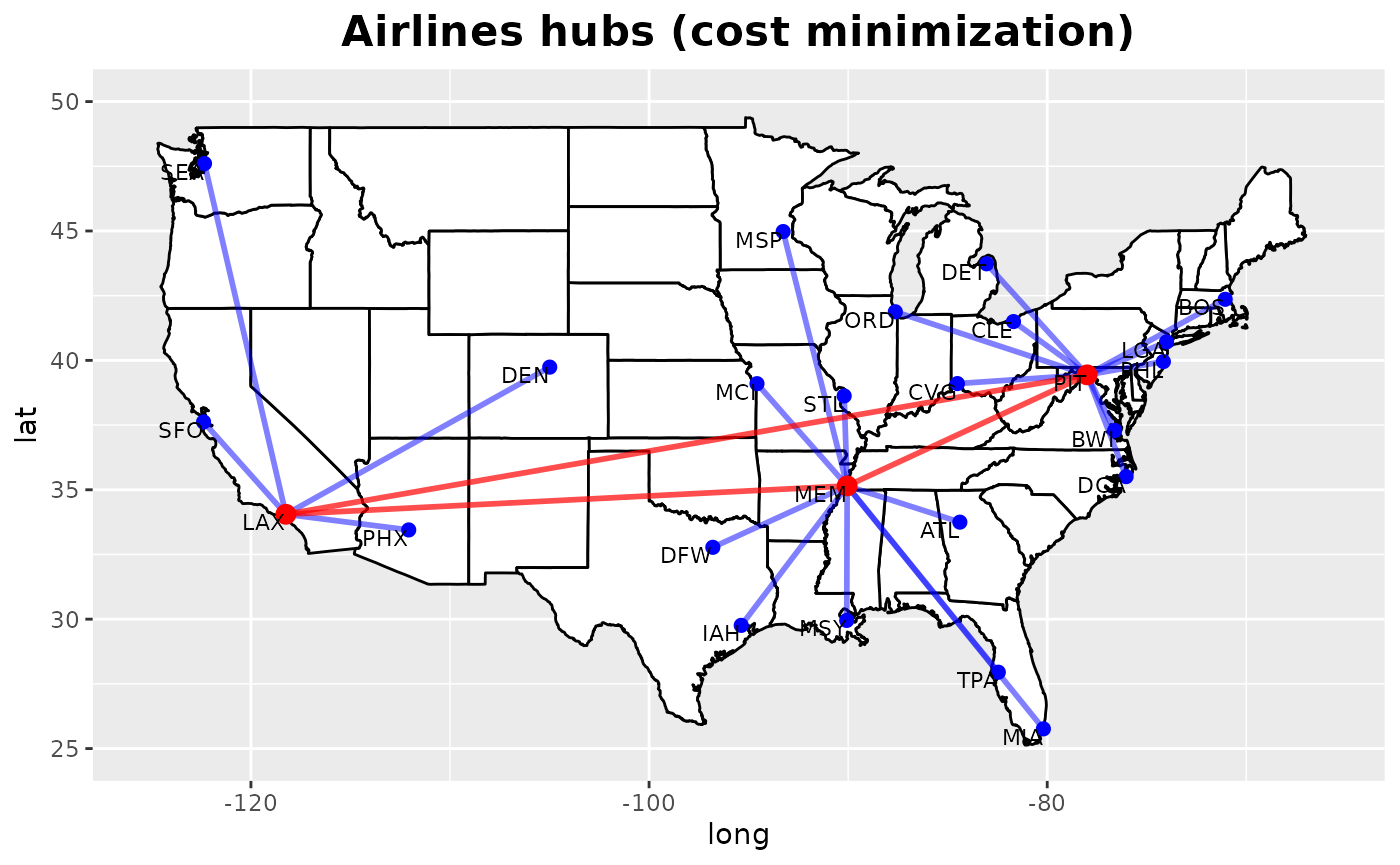 Airlines hubs (cost minimization)
50
45
40
35
30
25
lat
SEA
MSP
DET
BOS
ORD
CLE
LGA
PHL
DEN
PIT
MCI
CVG
STL
SFO
BWI
MEM
DCA
LAX
PHX
ATL
DFW
IAH
MSY
TPA
MIA
-120
-100
-80
long